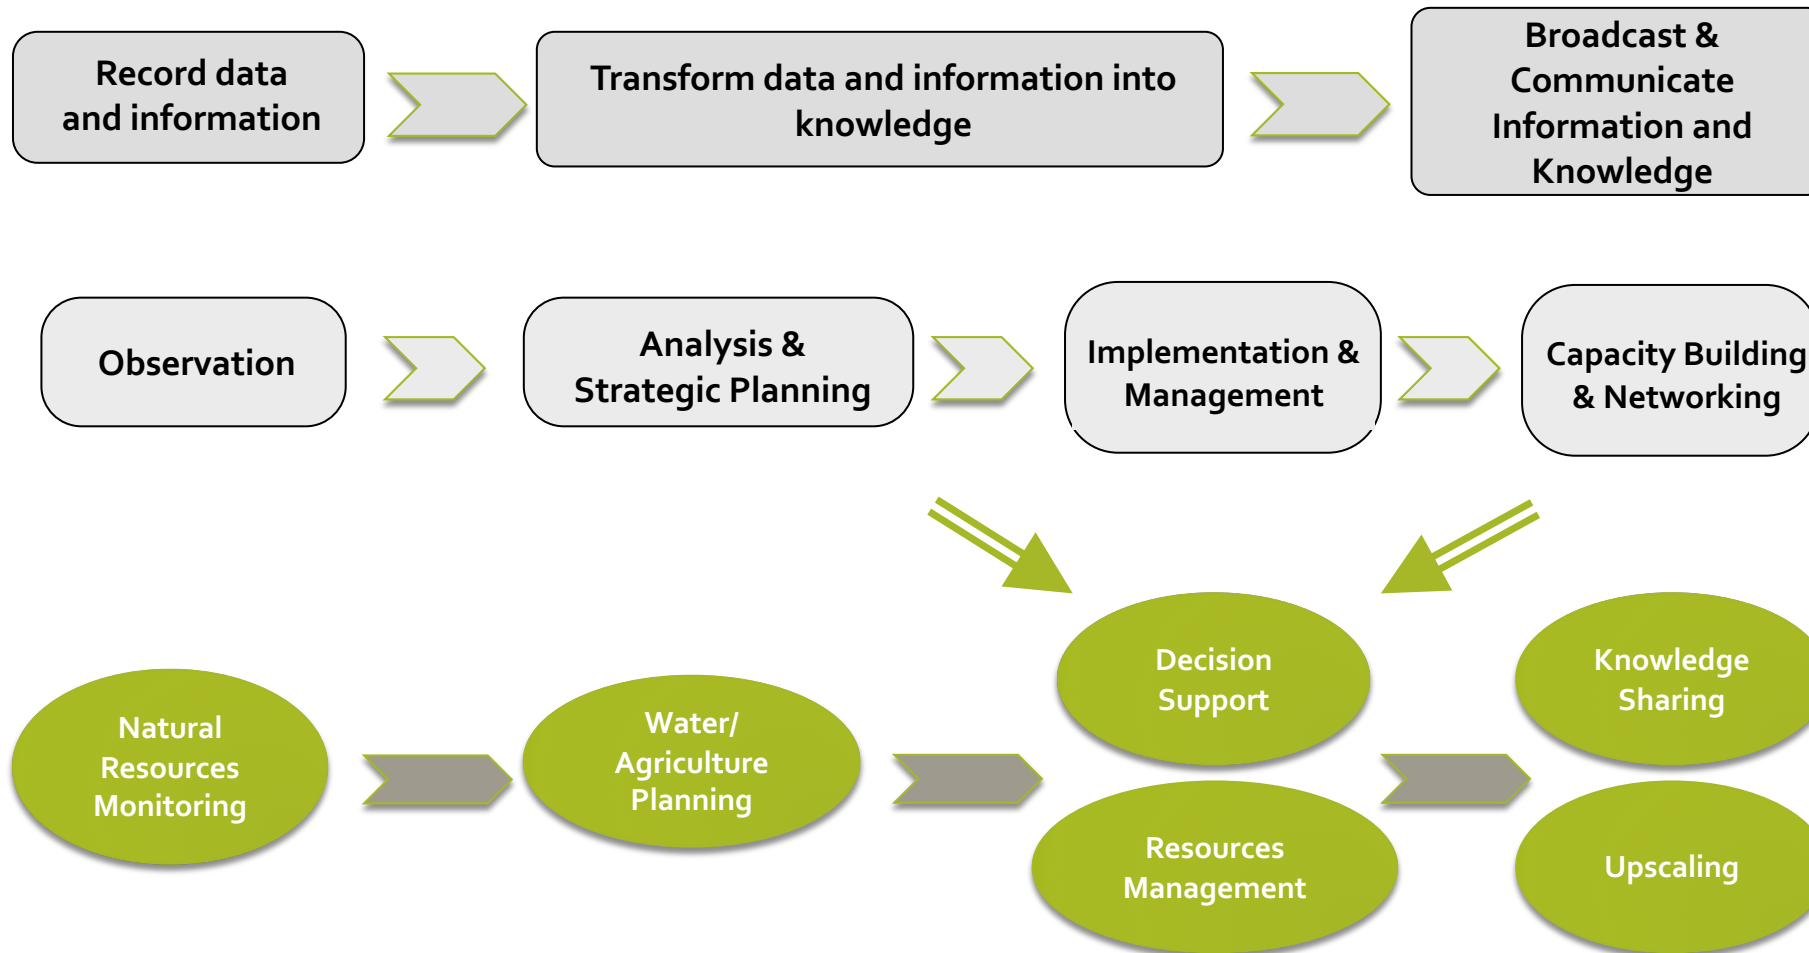 Record data
and information
Transform data and information into
knowledge
Broadcast &
Communicate
Information and
Knowledge
Observation
Analysis &
Strategic Planning
Implementation &
Management
Capacity Building
& Networking
Natural
Resources
Monitoring
Water/
Agriculture
Planning
Decision
Support
Resources
Management
Knowledge
Sharing
Upscaling